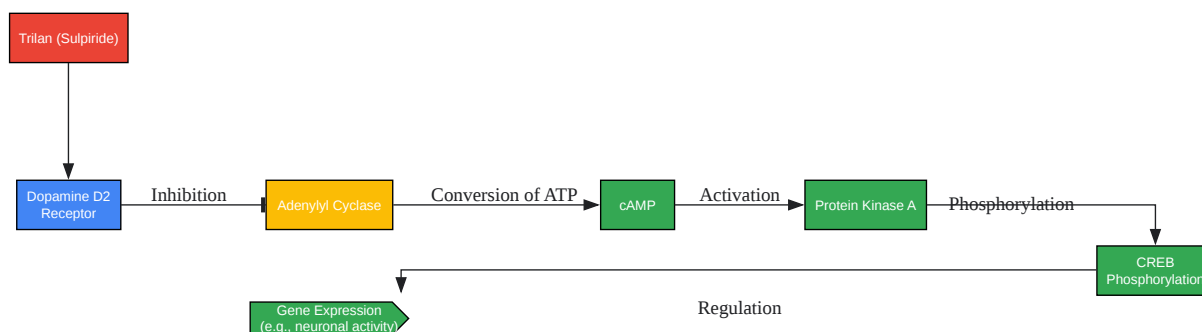 Trilan (Sulpiride)
Dopamine D2
Receptor
Inhibition
Adenylyl Cyclase
Conversion of ATP
cAMP
Activation
Protein Kinase A
Phosphorylation
CREB
Phosphorylation
Regulation
Gene Expression
(e.g., neuronal activity)